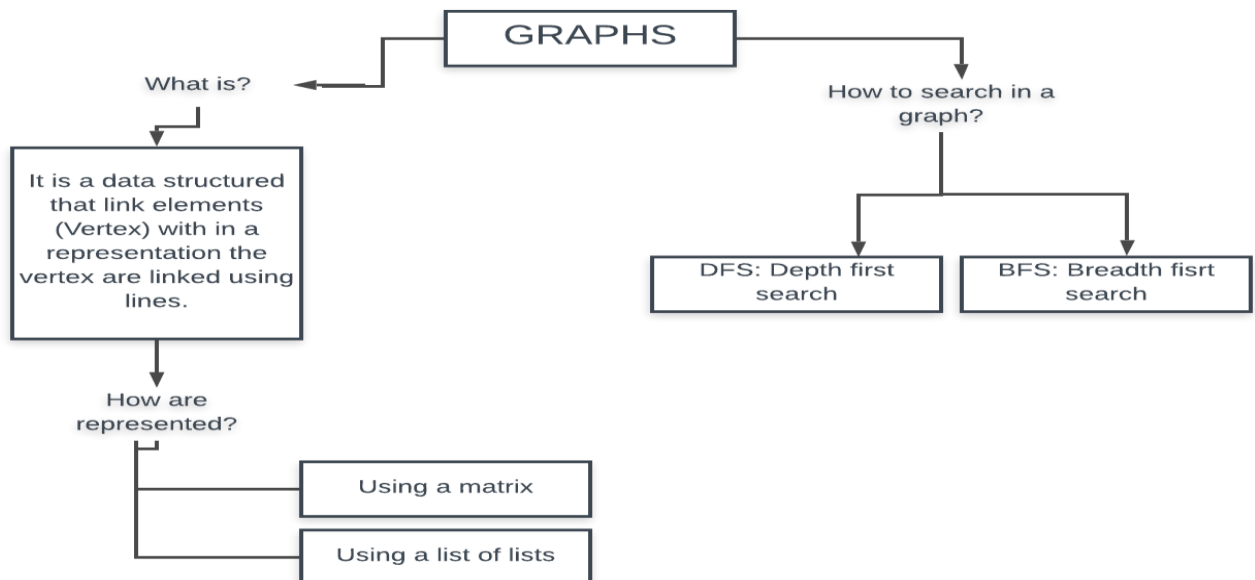 GRAPHS
What is?
It is a data structured
that link elements
(Vertex) with in a
representation the
vertex are linked using
lines.
How are
represented?
Using a matrix
Using a list of lists
How to search in a
graph?
DFS: Depth first
search
BFS: Breadth fisrt
search